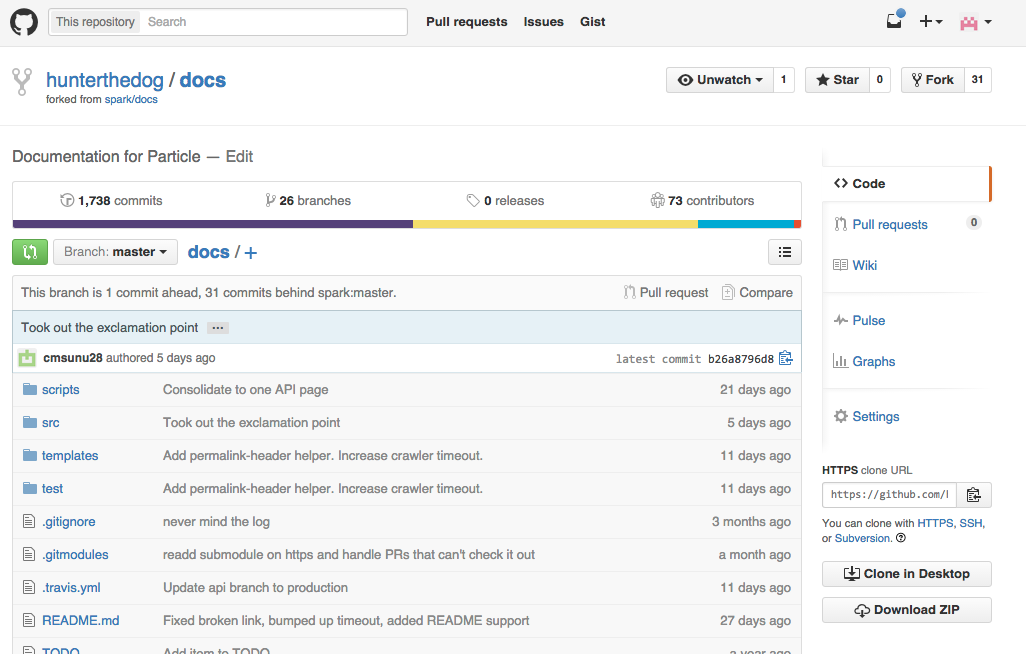 This repository Search Pull requests Issues Gist
hunterthedog / docs Unwatch 1 Star 0 Fork 31
forked from spark/docs
Documentation for Particle — Edit
1,738 commits 26 branches 0 releases 73 contributors
Branch: master docs / +
This branch is 1 commit ahead, 31 commits behind spark:master. Pull request Compare
Took out the exclamation point ...
cmsunu28 authored 5 days ago latest commit b26a8796d8
scripts Consolidate to one API page 21 days ago
src Took out the exclamation point 5 days ago
templates Add permalink-header helper. Increase crawler timeout. 11 days ago
test Add permalink-header helper. Increase crawler timeout. 11 days ago
.gitignore never mind the log 3 months ago
.gitmodules readd submodule on https and handle PRs that can't check it out a month ago
.travis.yml Update api branch to production 11 days ago
README.md Fixed broken link, bumped up timeout, added README support 27 days ago
TODO Add item to TODO a year ago
Code
Pull requests 0
Wiki
Pulse
Graphs
Settings
HTTPS clone URL
https://github.com/
You can clone with HTTPS, SSH,
or Subversion.
Clone in Desktop
Download ZIP